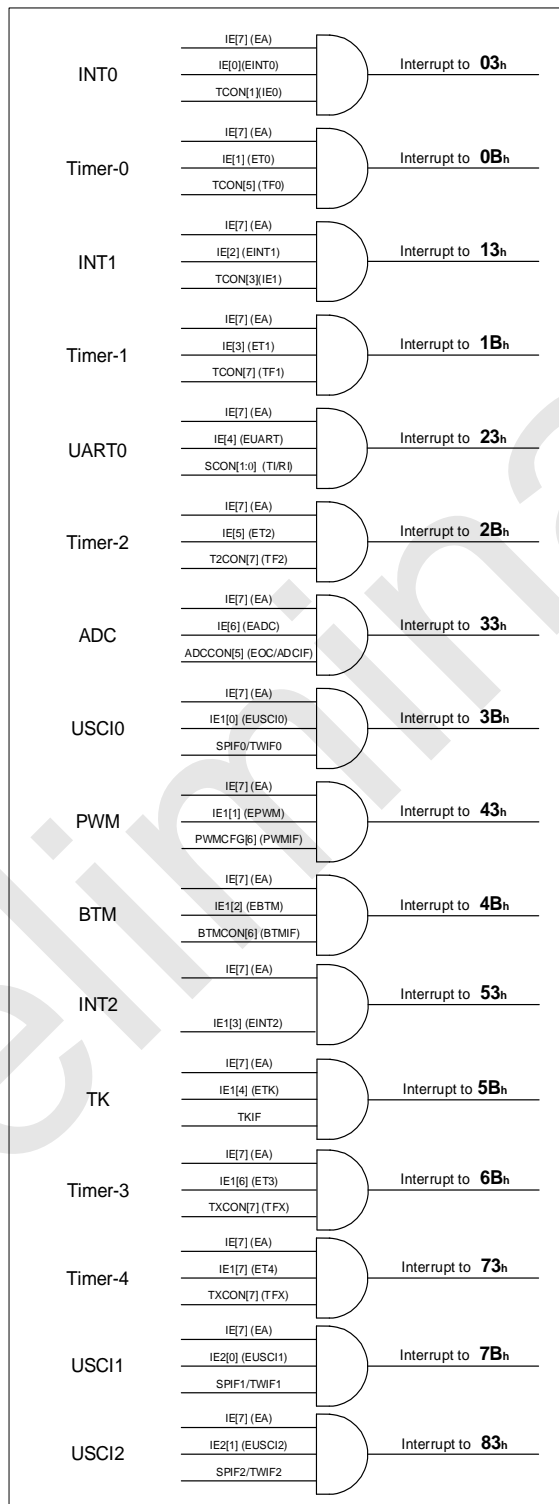 IE[7] (EA)
INT0
IE[0](EINT0)
Interrupt to 03h
TCON[1](IE0)
IE[7] (EA)
Timer-0
IE[1] (ET0)
Interrupt to 0Bh
TCON[5] (TF0)
IE[7] (EA)
INT1
IE[2] (EINT1)
Interrupt to 13h
TCON[3](IE1)
IE[7] (EA)
Timer-1
IE[3] (ET1)
Interrupt to 1Bh
TCON[7] (TF1)
IE[7] (EA)
UART0
IE[4] (EUART)
Interrupt to 23h
SCON[1:0] (TI/RI)
IE[7] (EA)
Timer-2
IE[5] (ET2)
Interrupt to 2Bh
T2CON[7] (TF2)
IE[7] (EA)
ADC
IE[6] (EADC)
Interrupt to 33h
ADCCON[5] (EOC/ADCIF)
IE[7] (EA)
USCI0
IE1[0] (EUSCI0)
Interrupt to 3Bh
SPIF0/TWIF0
IE[7] (EA)
PWM
IE1[1] (EPWM)
Interrupt to 43h
PWMCFG[6] (PWMIF)
IE[7] (EA)
BTM
IE1[2] (EBTM)
Interrupt to 4Bh
BTMCON[6] (BTMIF)
IE[7] (EA)
INT2
Interrupt to 53h
IE1[3] (EINT2)
IE[7] (EA)
TK
IE1[4] (ETK)
Interrupt to 5Bh
TKIF
IE[7] (EA)
Timer-3
IE1[6] (ET3)
Interrupt to 6Bh
TXCON[7] (TFX)
IE[7] (EA)
Timer-4
IE1[7] (ET4)
Interrupt to 73h
TXCON[7] (TFX)
IE[7] (EA)
USCI1
IE2[0] (EUSCI1)
Interrupt to 7Bh
SPIF1/TWIF1
IE[7] (EA)
USCI2
IE2[1] (EUSCI2)
Interrupt to 83h
SPIF2/TWIF2
elimina